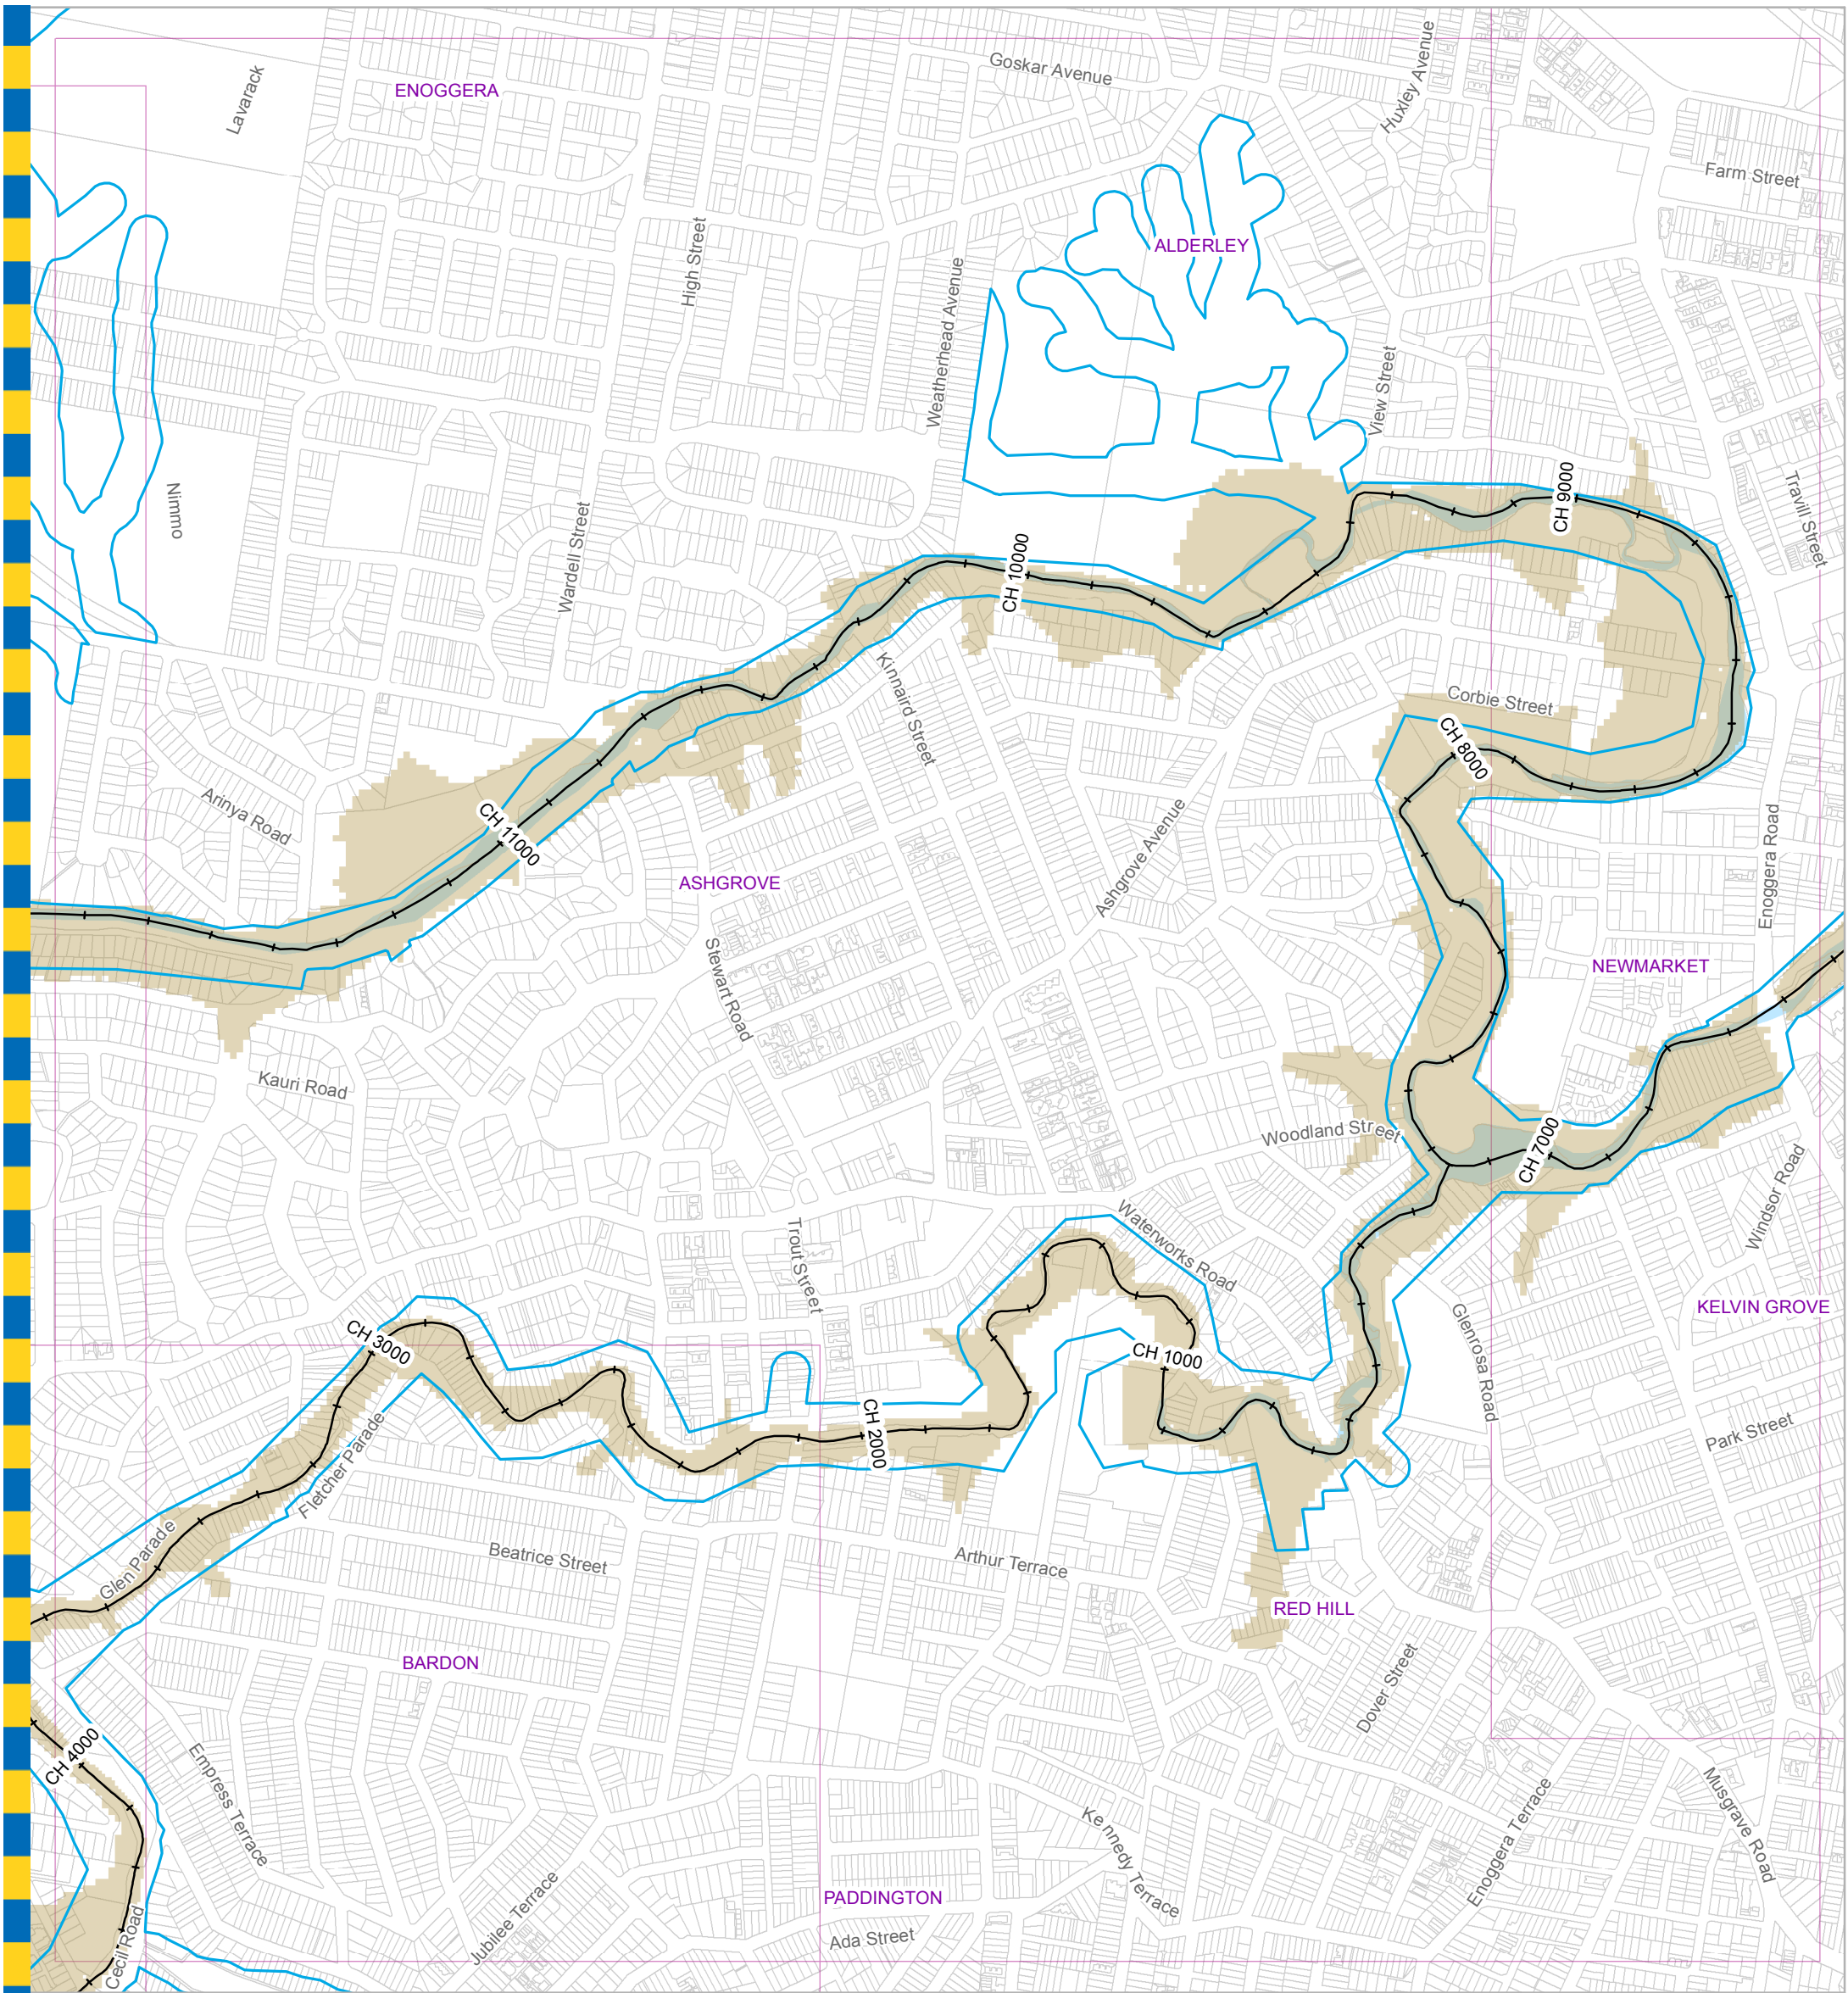 Goskar Avenue
Huxley Avenue
Lavarack
ENOGGERA
Farm Street
High Street
ALDERLEY
Weatherhead Avenue
View Street
Nimmo
Wardell Street
CH 9000
Travill Street
CH 10000
Kinnaird Street
Corbie Street
CH 8000
Arinya Road
CH 11000
Ashgrove Avenue
Enoggera Road
ASHGROVE
Stewart Road
NEWMARKET
Kauri Road
Woodland Street
CH 7000
Windsor Road
Trout Street
Waterworks Road
KELVIN GROVE
CH 3000
CH 1000
Glenrosa Road
CH 2000
Park Street
Fletcher Parade
Glen Parade
Beatrice Street
Arthur Terrace
RED HILL
BARDON
Dover Street
CH 4000
Empress Terrace
Kennedy Terrace
Enoggera Terrace
Musgrave Road
PADDINGTON
Jubilee Terrace
Ada Street
Cecil Road